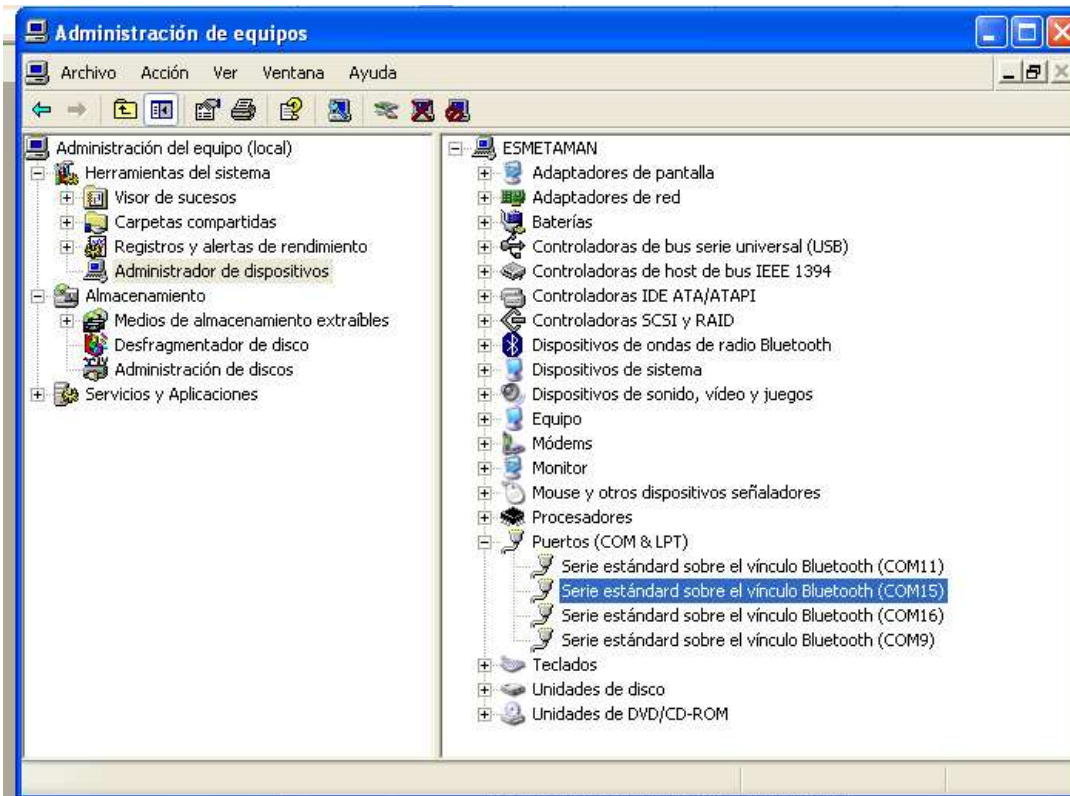 Administración de equipos
Archivo Acción Ver Ventana Ayuda
Administración del equipo (local)
Herramientas del sistema
Visor de sucesos
Carpetas compartidas
Registros y alertas de rendimiento
Administrador de dispositivos
Almacenamiento
Medios de almacenamiento extraíbles
Desfragmentador de disco
Administración de discos
Servicios y Aplicaciones
ESMETAMAN
Adaptadores de pantalla
Adaptadores de red
Baterías
Controladoras de bus serie universal (USB)
Controladoras de host de bus IEEE 1394
Controladoras IDE ATA/ATAPI
Controladoras SCSI y RAID
Dispositivos de ondas de radio Bluetooth
Dispositivos de sistema
Dispositivos de sonido, vídeo y juegos
Equipo
Módems
Monitor
Mouse y otros dispositivos señaladores
Procesadores
Puertos (COM & LPT)
Serie estándard sobre el vínculo Bluetooth (COM11)
Serie estándard sobre el vínculo Bluetooth (COM15)
Serie estándard sobre el vínculo Bluetooth (COM16)
Serie estándard sobre el vínculo Bluetooth (COM9)
Teclados
Unidades de disco
Unidades de DVD/CD-ROM